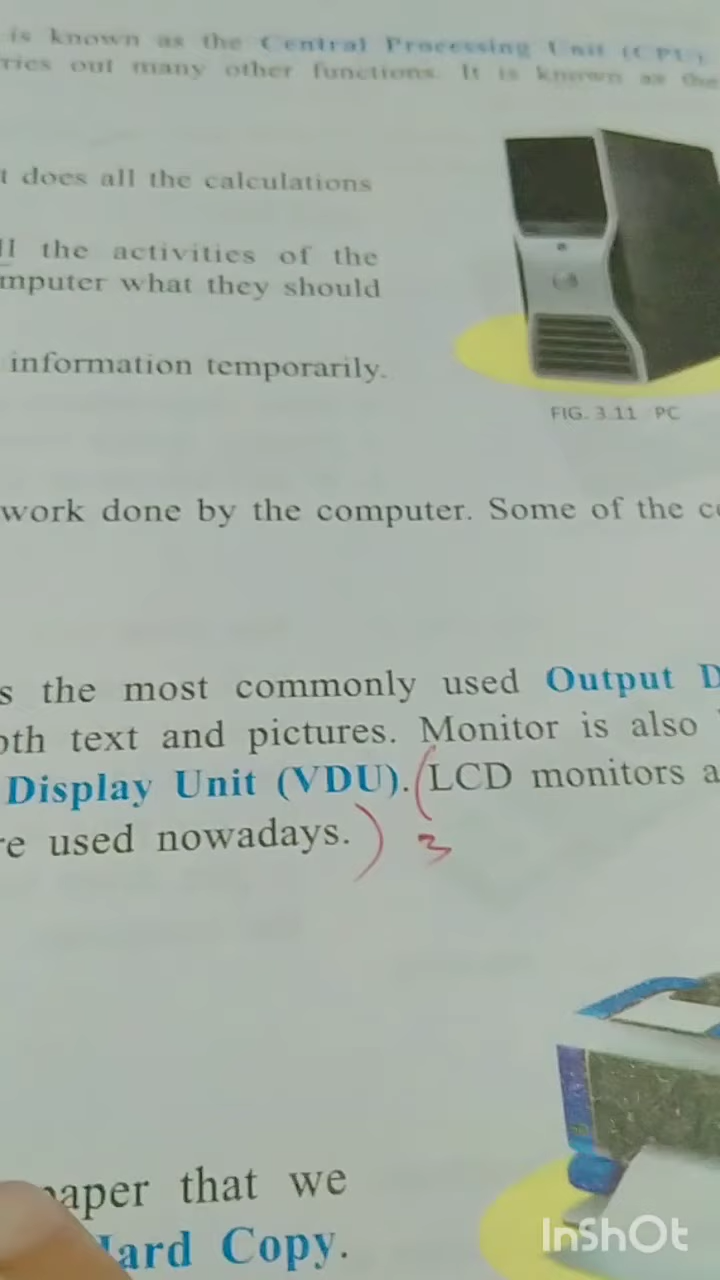 is known as the Central Processing Unit (CPU)
ries out many other functions. It is known as the
t does all the calculations
ll the activities of the
mputer what they should
information temporarily.
FIG. 3.11 PC
work done by the computer. Some of the c
s the most commonly used Output D
oth text and pictures. Monitor is also
Display Unit (VDU). (LCD monitors a
re used nowadays.) 3
paper that we
Hard Copy.
InShOt